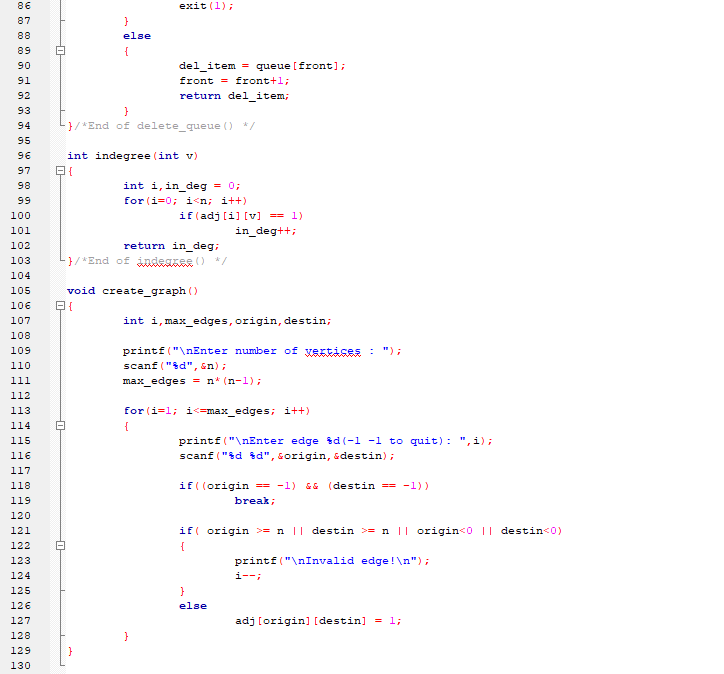 86 exit(1);
87 }
88 else
89 {
90 del_item = queue[front];
91 front = front+1;
92 return del_item;
93 }
94 }/*End of delete_queue() */
95
96 int indegree(int v)
97 {
98 int i,in_deg = 0;
99 for(i=0; i<n; i++)
100 if(adj[i][v] == 1)
101 in_deg++;
102 return in_deg;
103 }/*End of indegree() */
104
105 void create_graph()
106 {
107 int i,max_edges,origin,destin;
108
109 printf("\nEnter number of vertices : ");
110 scanf("%d",&n);
111 max_edges = n*(n-1);
112
113 for(i=1; i<=max_edges; i++)
114 {
115 printf("\nEnter edge %d(-1 -1 to quit): ",i);
116 scanf("%d %d",&origin,&destin);
117
118 if((origin == -1) && (destin == -1))
119 break;
120
121 if( origin >= n || destin >= n || origin<0 || destin<0)
122 {
123 printf("\nInvalid edge!\n");
124 i--;
125 }
126 else
127 adj[origin][destin] = 1;
128 }
129 }
130